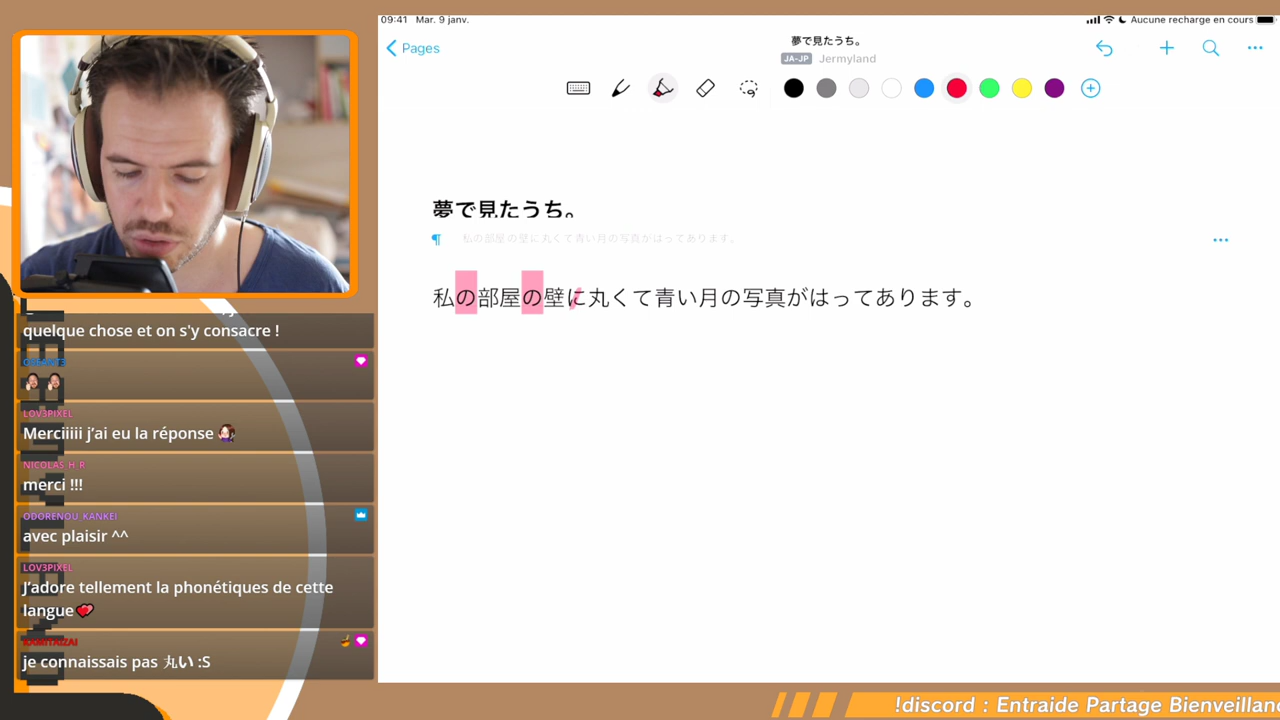 09:41 Mar. 9 janv.
Aucune recharge en cours
Pages
夢で見たうち。
JA-JP Jermyland
夢で見たうち。
私の部屋の壁に丸くて青い月の写真がはってあります。
私の部屋の壁に丸くて青い月の写真がはってあります。
quelque chose et on s'y consacre !
LOV3PIXEL
Merciiiii j’ai eu la réponse
NICOLAS_H_R
merci !!!
ODORENOU_KANKEI
avec plaisir ^^
LOV3PIXEL
J’adore tellement la phonétiques de cette
langue
je connaissais pas 丸い :S
!discord : Entraide Partage Bienveillan